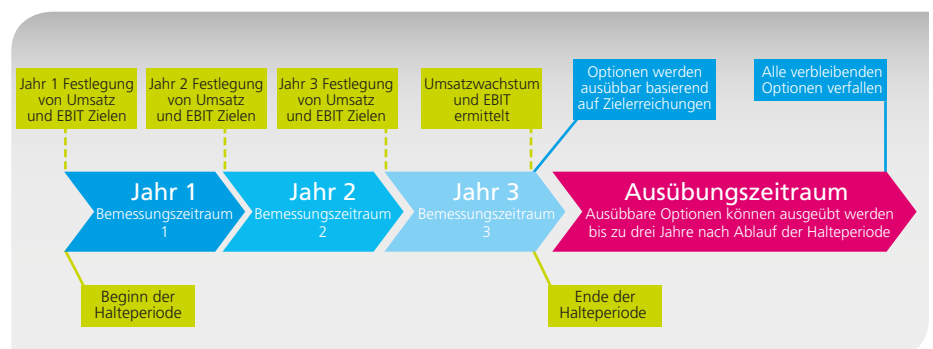 Jahr 1 Festlegung
von Umsatz
und EBIT Zielen
Jahr 2 Festlegung
von Umsatz
und EBIT Zielen
Jahr 3 Festlegung
von Umsatz
und EBIT Zielen
Umsatzwachstum
und EBIT
ermittelt
Optionen werden
ausübbar basierend
auf Zielerreichungen
Alle verbleibenden
Optionen verfallen
Jahr 1
Bemessungszeitraum
1
Jahr 2
Bemessungszeitraum
2
Jahr 3
Bemessungszeitraum
3
Ausübungszeitraum
Ausübbare Optionen können ausgeübt werden
bis zu drei Jahre nach Ablauf der Halteperiode
Beginn der
Halteperiode
Ende der
Halteperiode